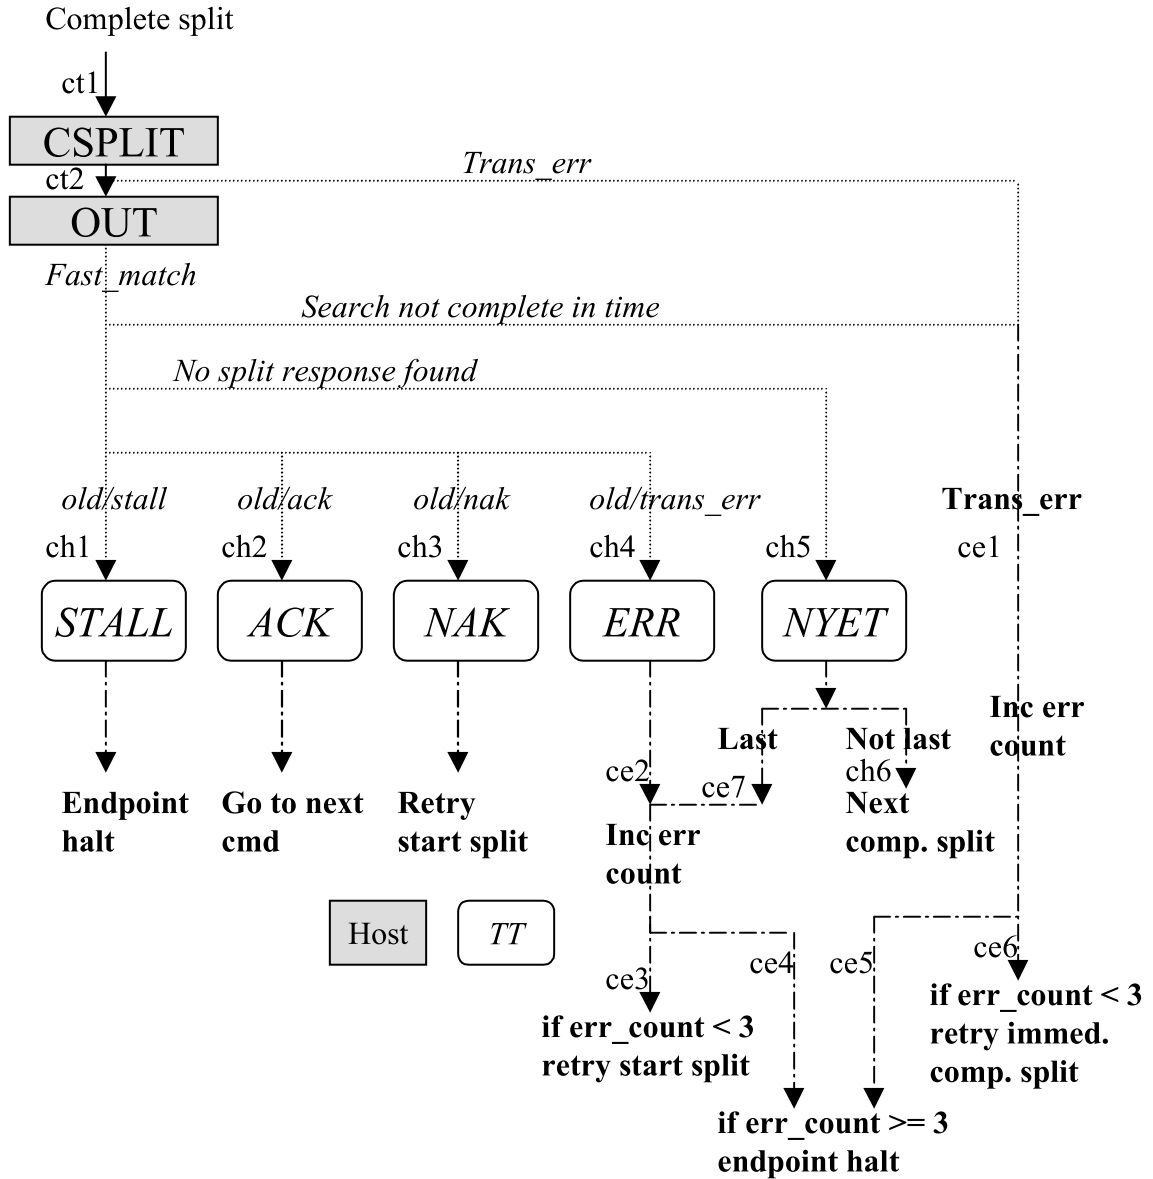 Complete split
ct1
CSPLIT
Trans_err
ct2
OUT
Fast_match
Search not complete in time
No split response found
old/stall
old/ack
old/nak
old/trans_err
Trans_err
ch1
ch2
ch3
ch4
ch5
ce1
STALL
ACK
NAK
ERR
NYET
Inc err
count
Last
Not last
ce2
ce7
ch6
Endpoint
halt
Go to next
cmd
Retry
start split
Next
comp. split
Inc err
count
Host
TT
ce3
ce4
ce5
ce6
if err_count < 3
retry immed.
comp. split
if err_count < 3
retry start split
if err_count >= 3
endpoint halt